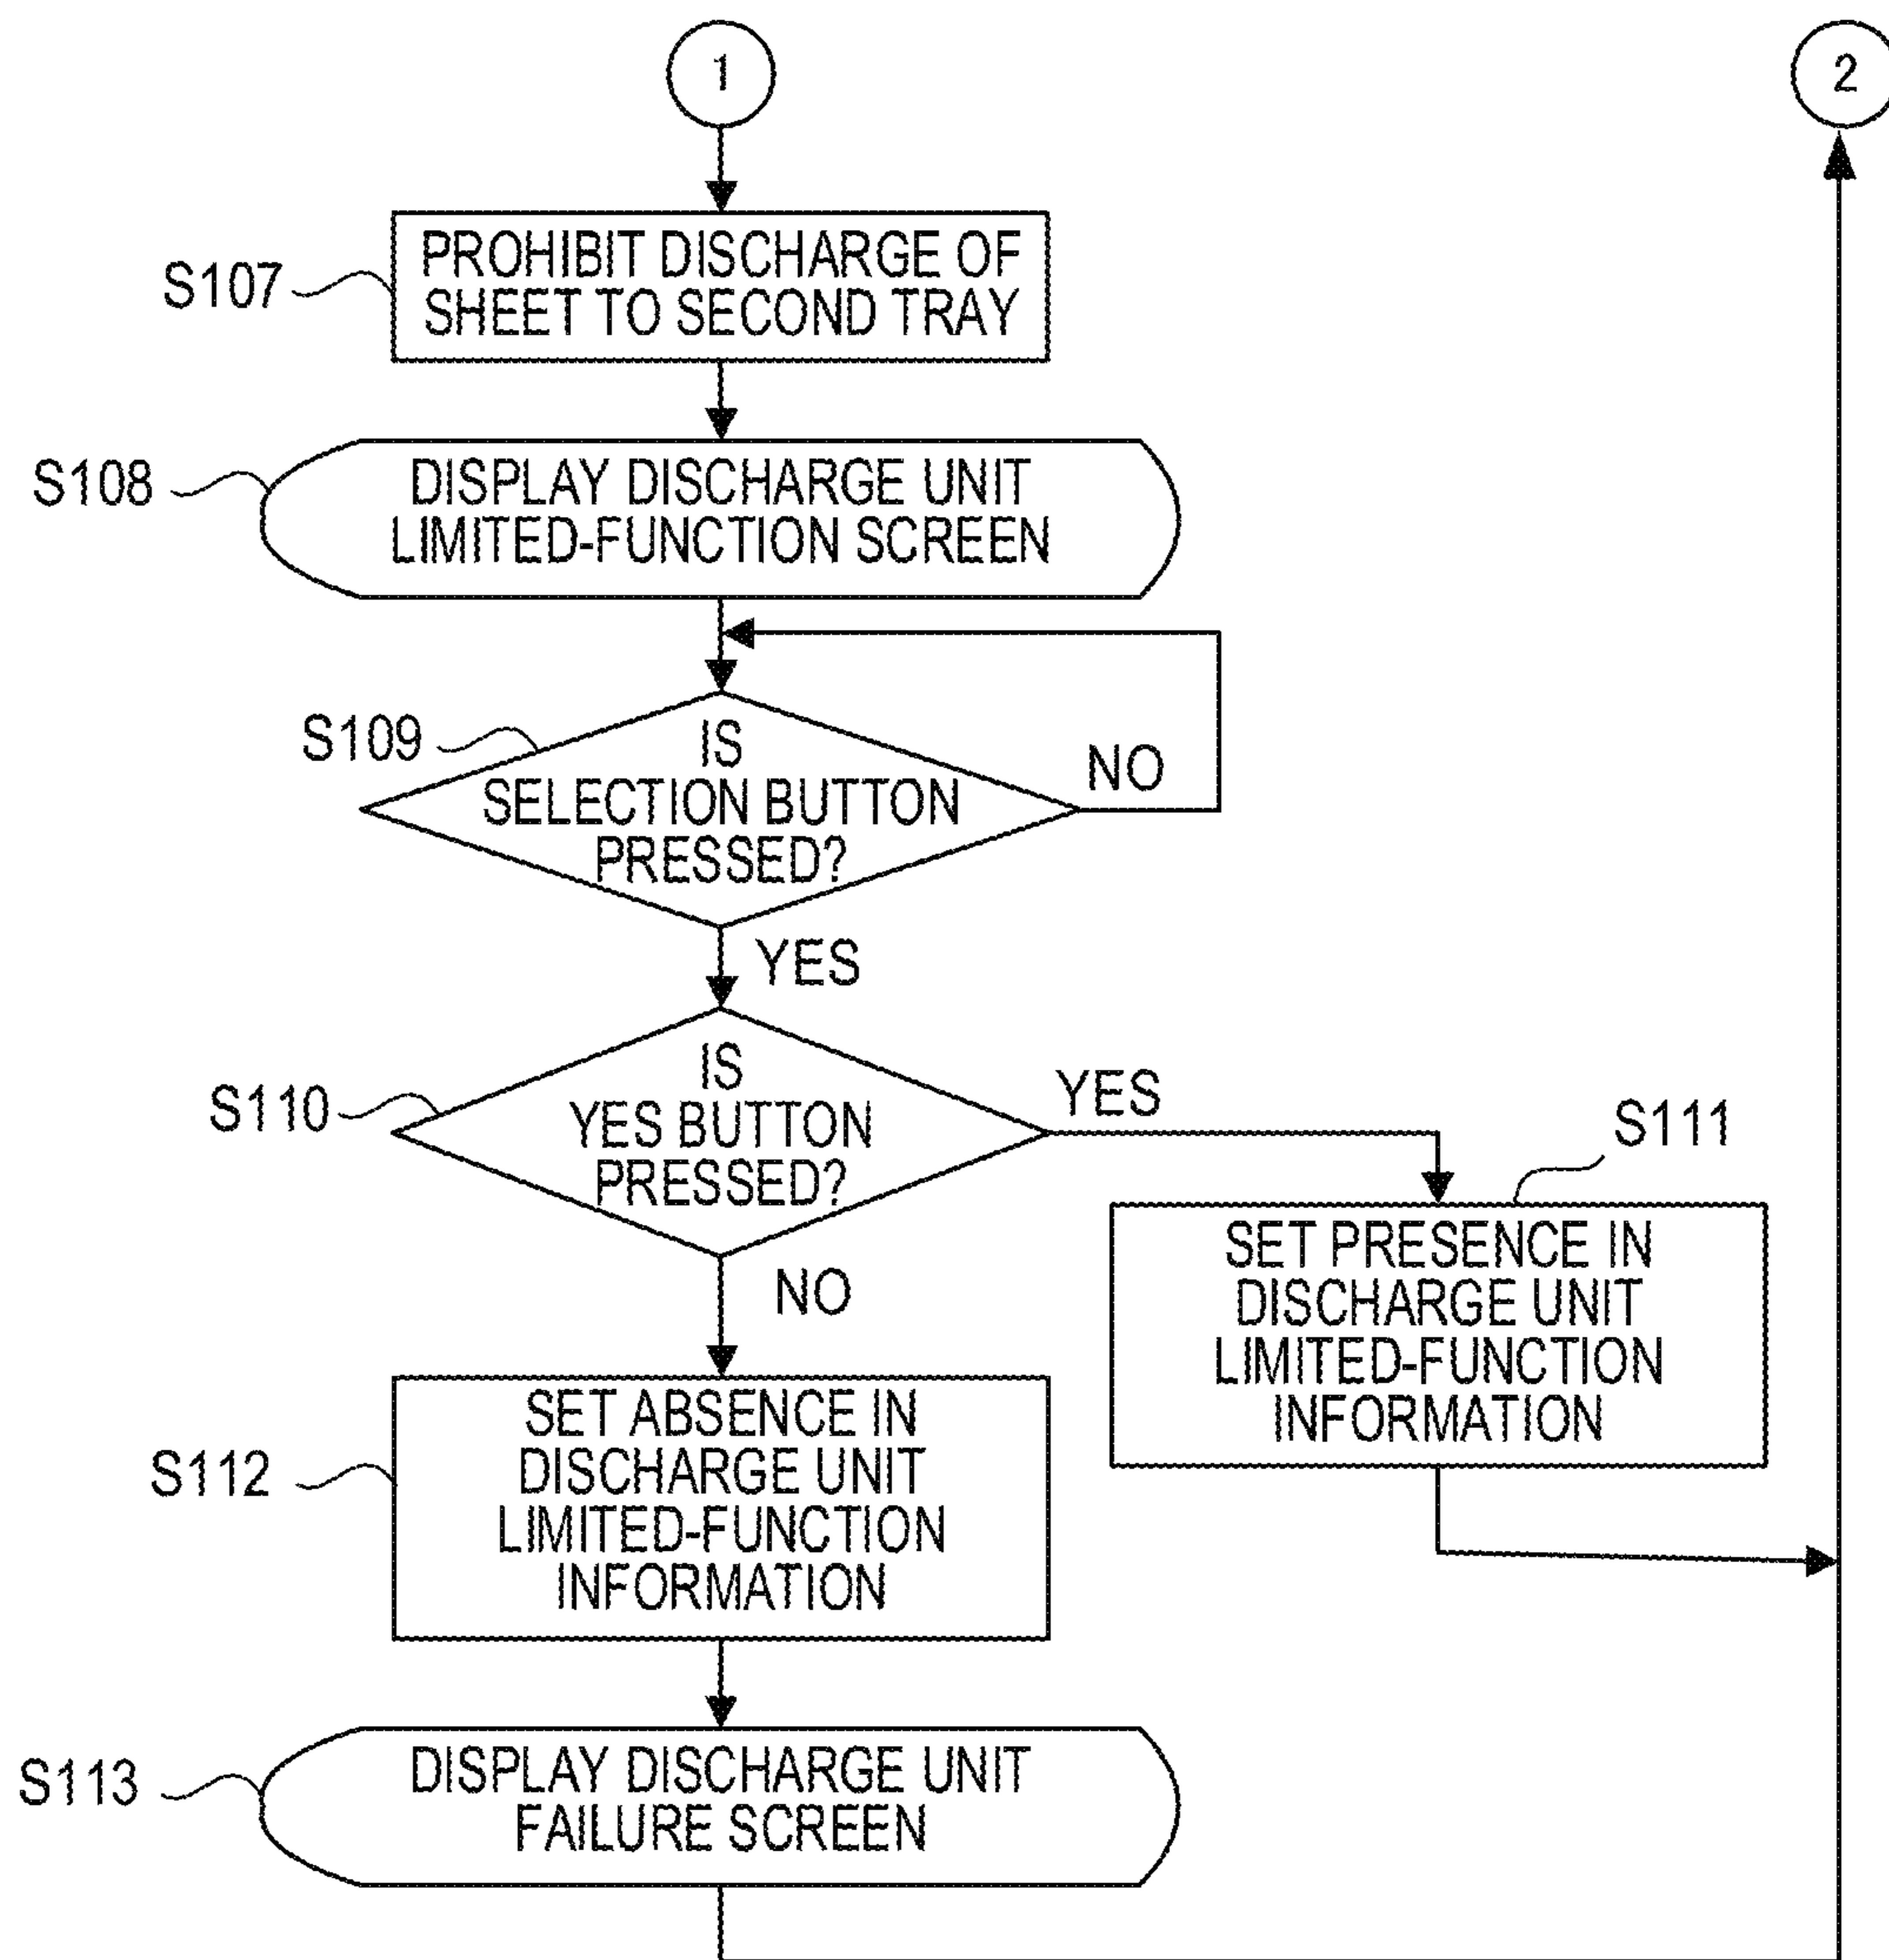 1
2
S107
PROHIBIT DISCHARGE OF
SHEET TO SECOND TRAY
S108
DISPLAY DISCHARGE UNIT
LIMITED-FUNCTION SCREEN
S109
IS
SELECTION BUTTON
PRESSED?
NO
YES
S110
IS
YES BUTTON
PRESSED?
YES
S111
SET PRESENCE IN
DISCHARGE UNIT
LIMITED-FUNCTION
INFORMATION
NO
S112
SET ABSENCE IN
DISCHARGE UNIT
LIMITED-FUNCTION
INFORMATION
S113
DISPLAY DISCHARGE UNIT
FAILURE SCREEN